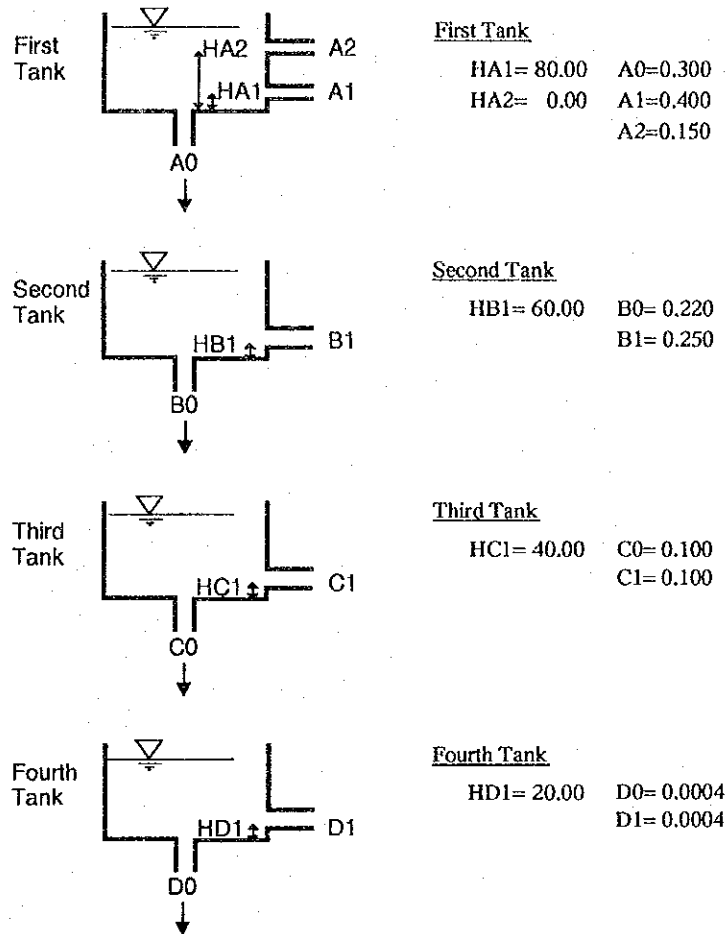 First Tank
HA2
A2
HA1
A1
A0
First Tank
HA1= 80.00 A0=0.300
HA2= 0.00 A1=0.400
A2=0.150
Second Tank
HB1
B1
B0
Second Tank
HB1= 60.00 B0= 0.220
B1= 0.250
Third Tank
HC1
C1
C0
Third Tank
HC1= 40.00 C0= 0.100
C1= 0.100
Fourth Tank
HD1
D1
D0
Fourth Tank
HD1= 20.00 D0= 0.0004
D1= 0.0004